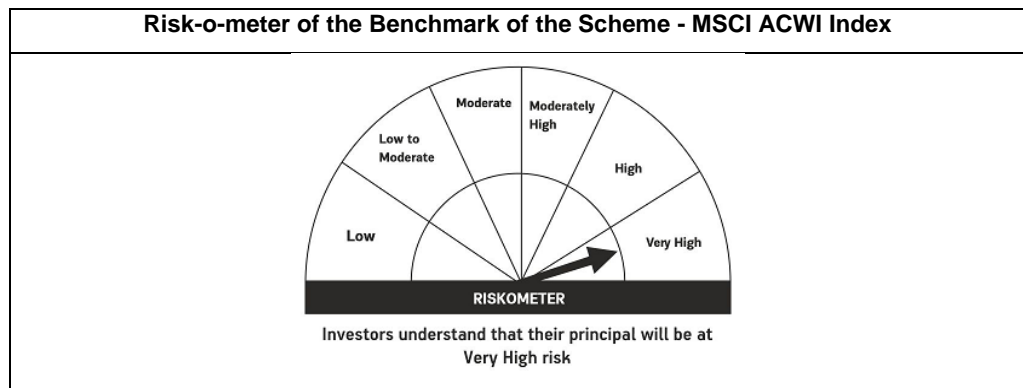 Risk-o-meter of the Benchmark of the Scheme - MSCI ACWI Index
Moderate
Moderately
High
Low to
Moderate
High
Low
Very High
RISKOMETER
Investors understand that their principal will be at
Very High risk